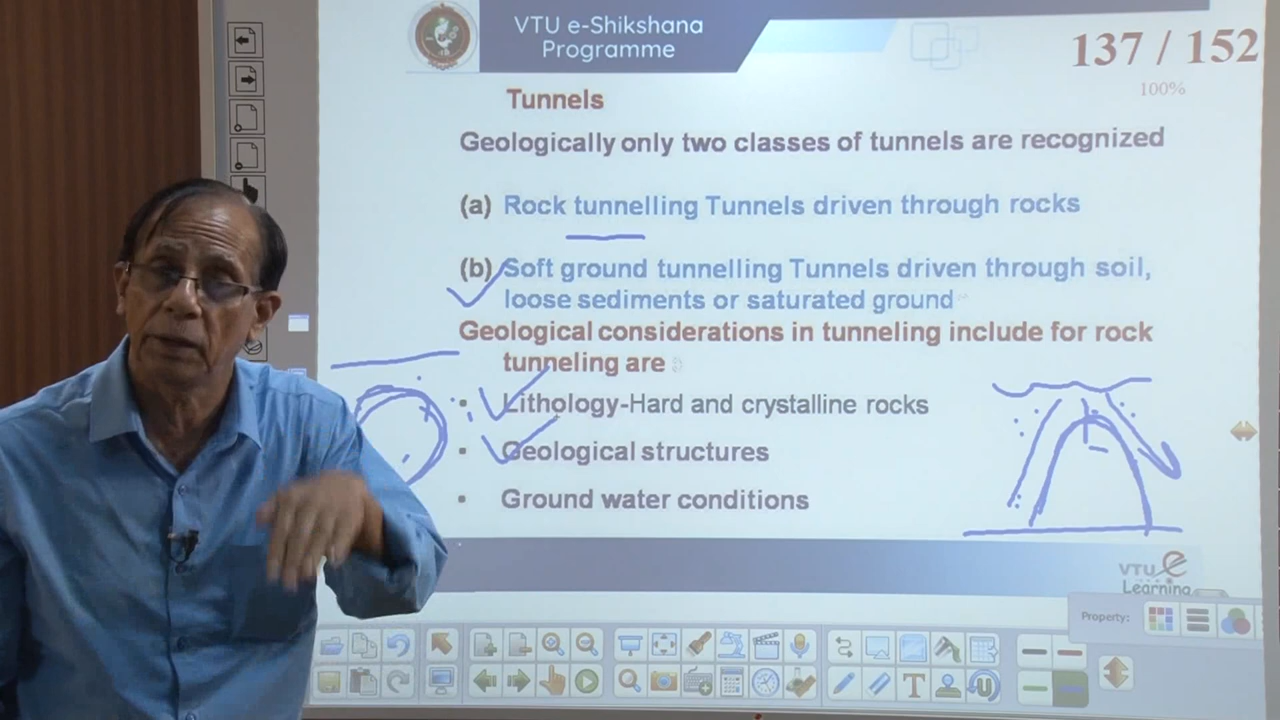 VTU e-Shikshana
Programme
137 / 152
100%
Tunnels
Geologically only two classes of tunnels are recognized
(a) Rock tunnelling Tunnels driven through rocks
(b) Soft ground tunnelling Tunnels driven through soil,
loose sediments or saturated ground
Geological considerations in tunneling include for rock
tunneling are
▪ Lithology-Hard and crystalline rocks
▪ Geological structures
▪ Ground water conditions
VTU e
Learning
Property:
T